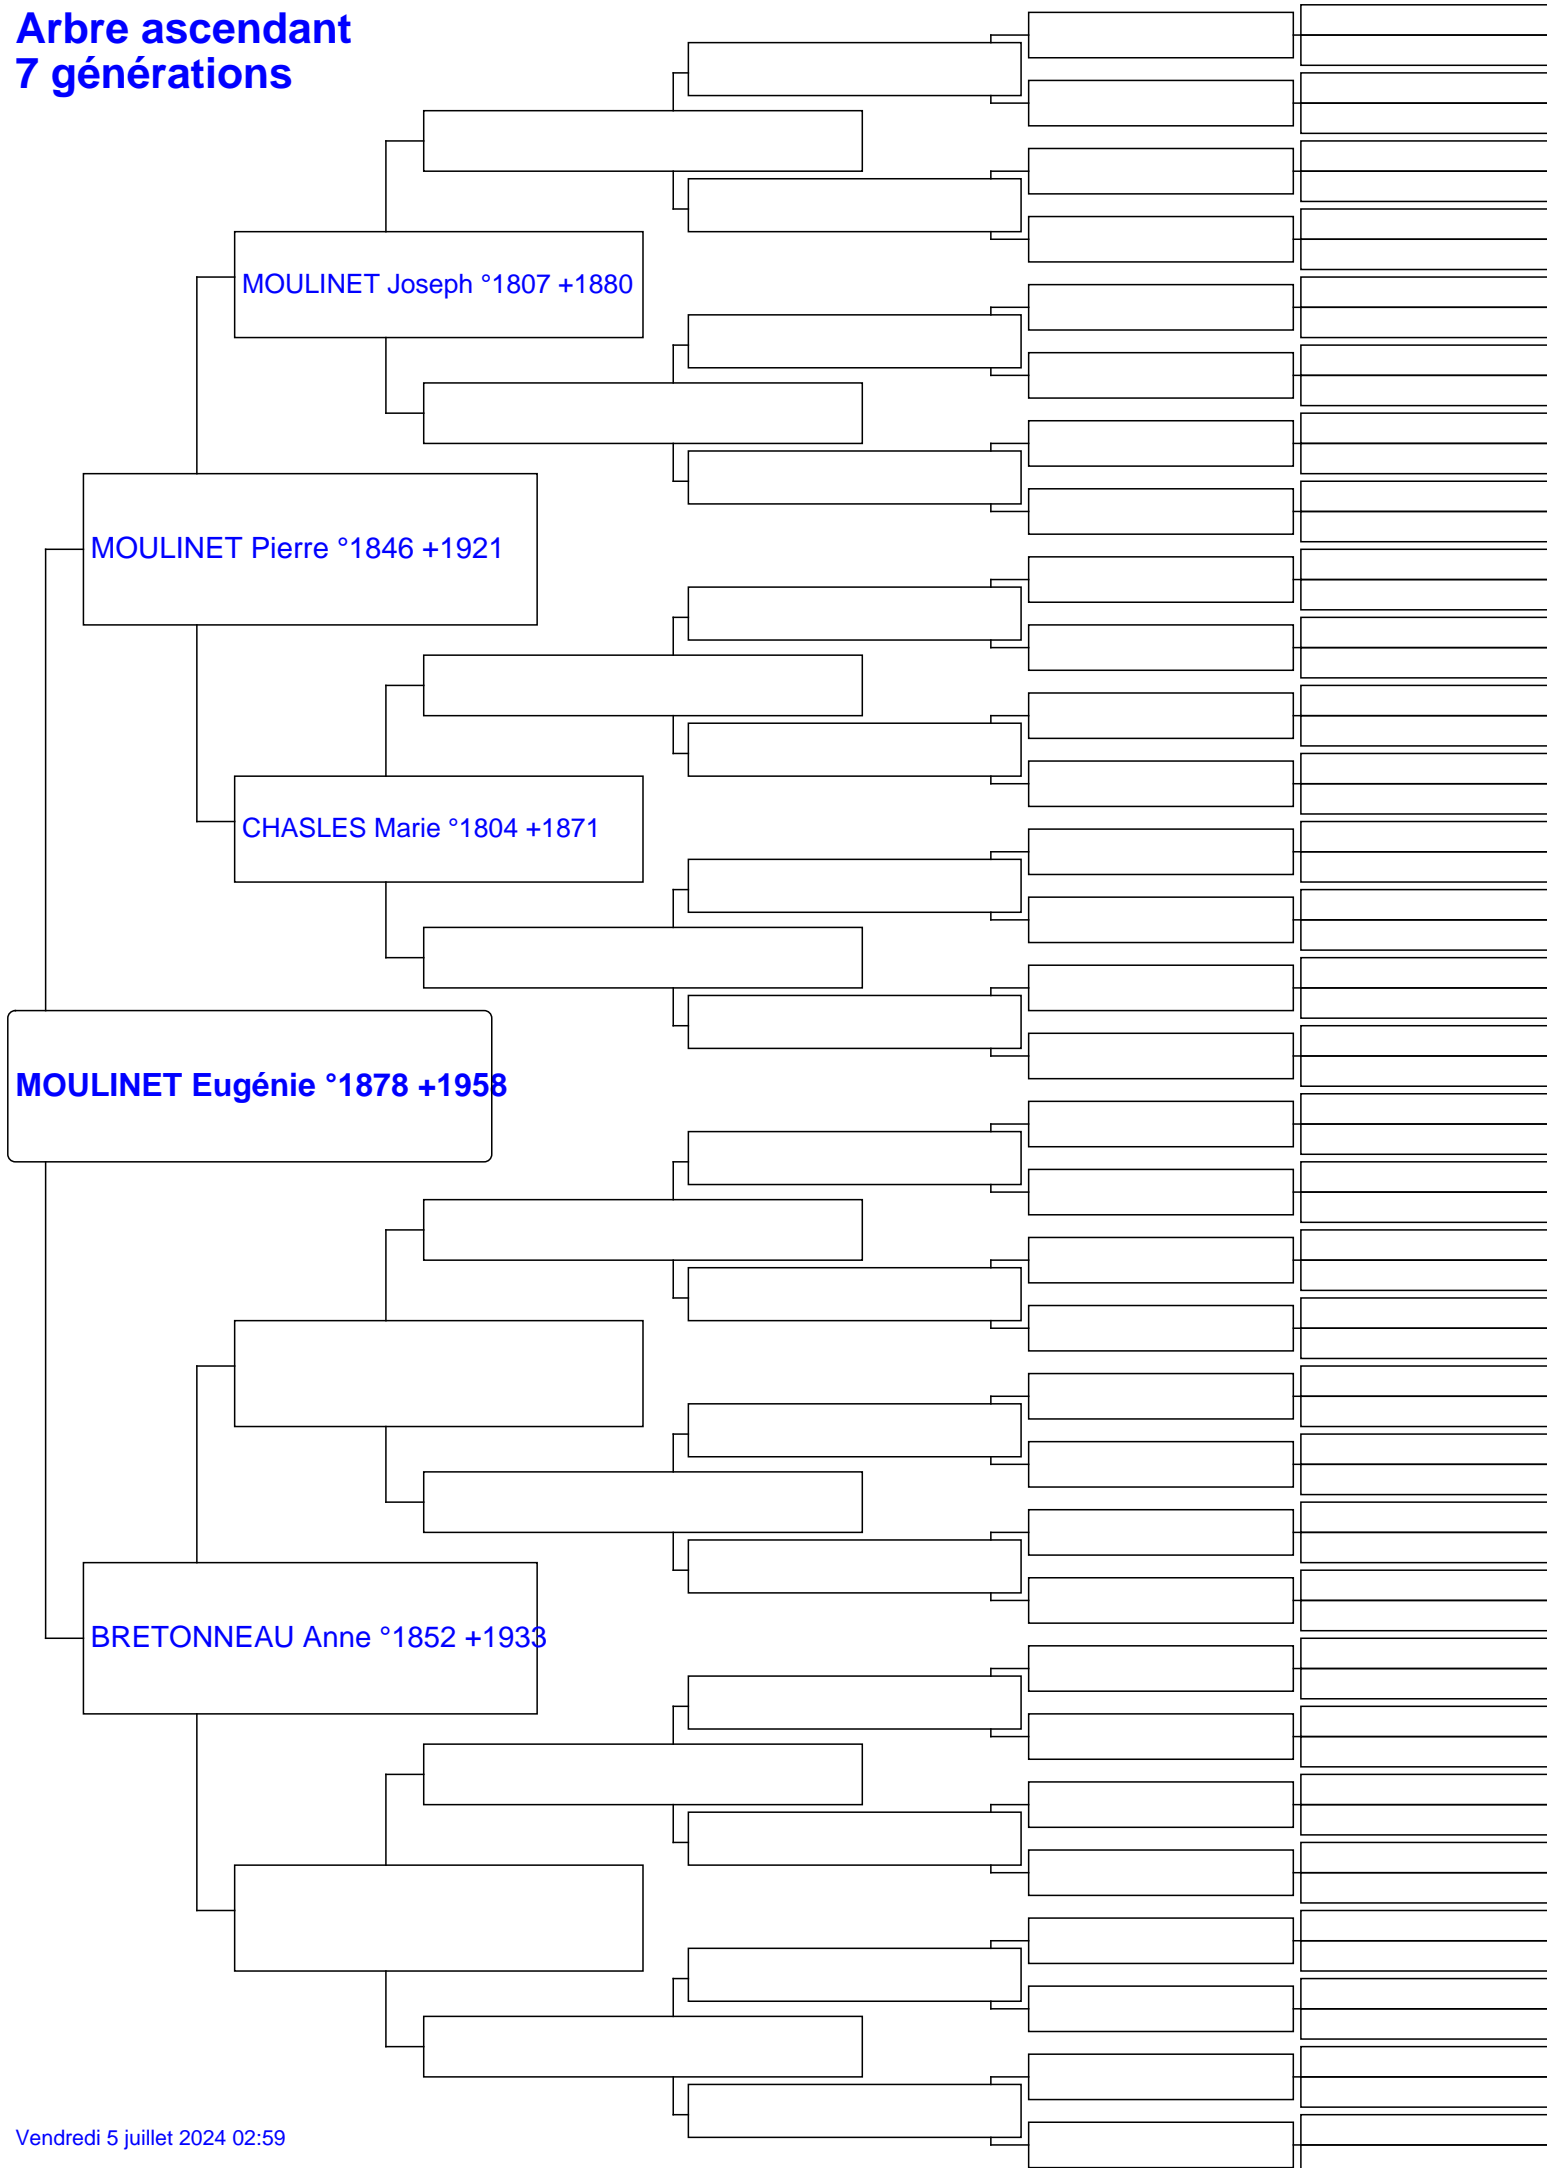 Arbre ascendant
7 générations
MOULINET Joseph °1807 +1880
MOULINET Pierre °1846 +1921
CHASLES Marie °1804 +1871
MOULINET Eugénie °1878 +1958
BRETONNEAU Anne °1852 +1933
Vendredi 5 juillet 2024 02:59